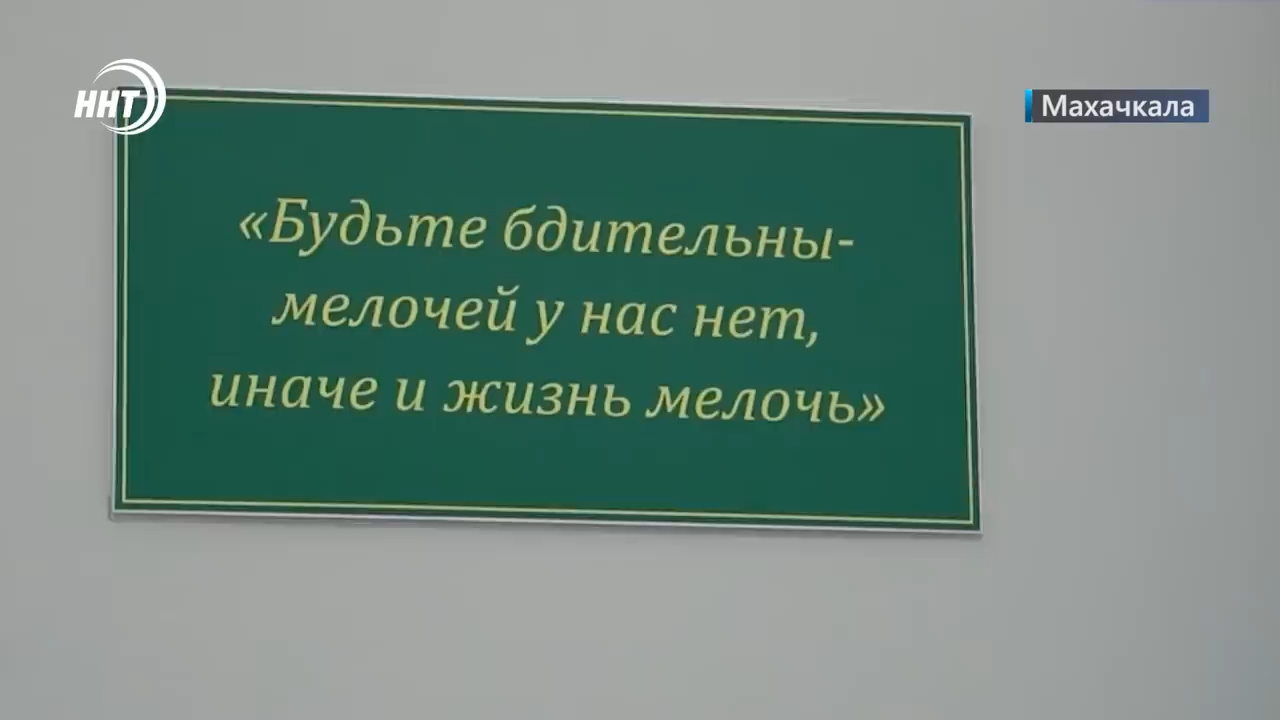 ННТ
Махачкала
«Будьте бдительны-
мелочей у нас нет,
иначе и жизнь мелочь»